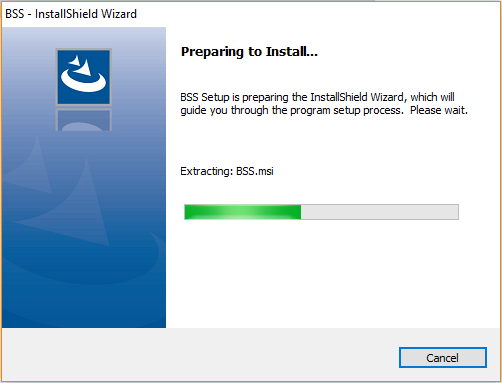 BSS - InstallShield Wizard
Preparing to Install...
BSS Setup is preparing the InstallShield Wizard, which will
guide you through the program setup process.  Please wait.
Extracting: BSS.msi
Cancel